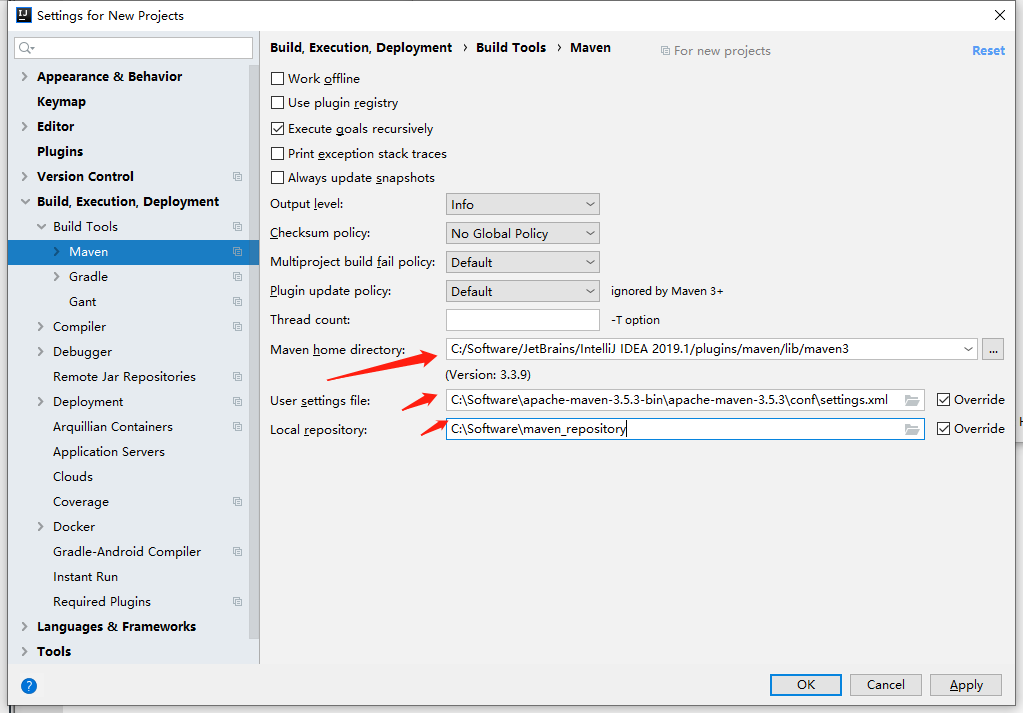 Settings for New Projects
Appearance & Behavior
Keymap
Editor
Plugins
Version Control
Build, Execution, Deployment
Build Tools
Maven
Gradle
Gant
Compiler
Debugger
Remote Jar Repositories
Deployment
Arquillian Containers
Application Servers
Clouds
Coverage
Docker
Gradle-Android Compiler
Instant Run
Required Plugins
Languages & Frameworks
Tools
Build, Execution, Deployment › Build Tools › Maven For new projects Reset
Work offline
Use plugin registry
Execute goals recursively
Print exception stack traces
Always update snapshots
Output level: Info
Checksum policy: No Global Policy
Multiproject build fail policy: Default
Plugin update policy: Default ignored by Maven 3+
Thread count: -T option
Maven home directory: C:/Software/JetBrains/IntelliJ IDEA 2019.1/plugins/maven/lib/maven3 ...
(Version: 3.3.9)
User settings file: C:\Software\apache-maven-3.5.3-bin\apache-maven-3.5.3\conf\settings.xml Override
Local repository: C:\Software\maven_repository Override
? OK Cancel Apply